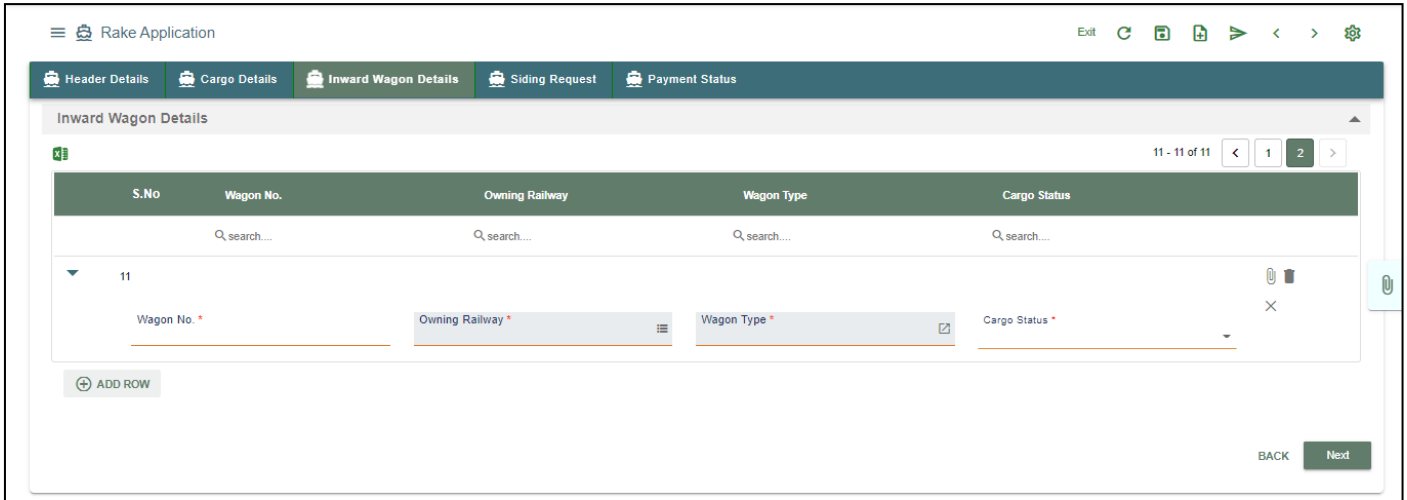 Rake Application
Exit
Header Details Cargo Details Inward Wagon Details Siding Request Payment Status
Inward Wagon Details
11 - 11 of 11 < 1 2 >
S.No Wagon No. Owning Railway Wagon Type Cargo Status
search.... search.... search.... search....
11
Wagon No. * Owning Railway * Wagon Type * Cargo Status *
ADD ROW
BACK Next